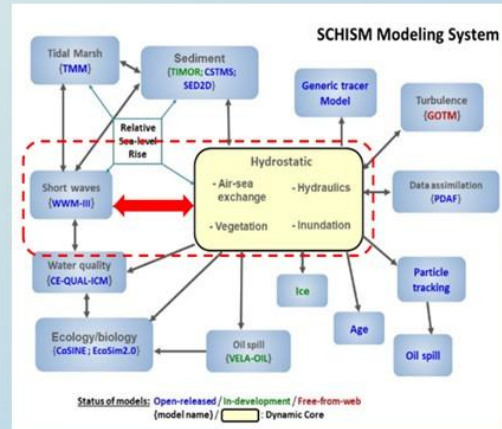 SCHISM Modeling System
Tidal Marsh
{TMM}
Sediment
{TIMOR; CSTMS;
SED2D}
Generic tracer
Model
Turbulence
{GOTM}
Relative
Sea-level
Rise
Hydrostatic
- Air-sea
exchange
- Hydraulics
- Vegetation
- Inundation
Short waves
{WWM-III}
Data assimilation
{PDAF}
Water quality
{CE-QUAL-ICM}
Ice
Particle
tracking
Age
Ecology/biology
{CoSiNE; EcoSim2.0}
Oil spill
{VELA-OIL}
Oil spill
Status of models: Open-released / In-development / Free-from-web
{model name} / : Dynamic Core